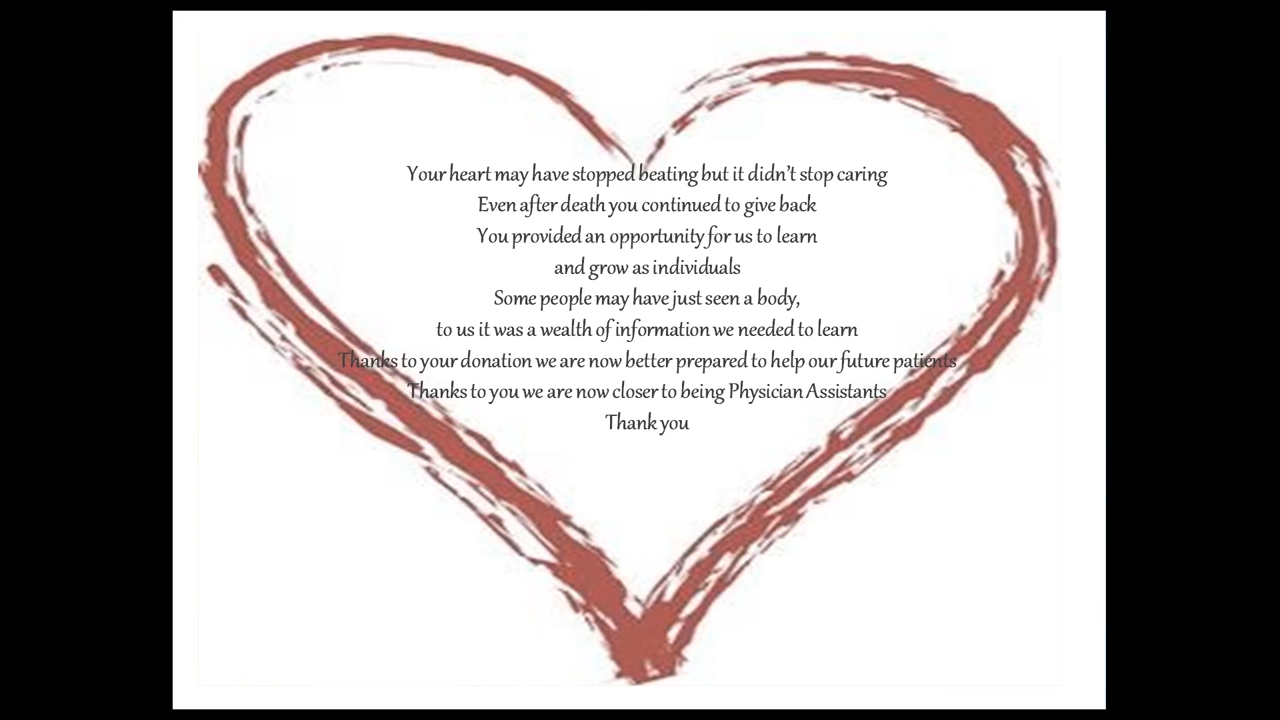 Your heart may have stopped beating but it didn’t stop caring
Even after death you continued to give back
You provided an opportunity for us to learn
and grow as individuals
Some people may have just seen a body,
to us it was a wealth of information we needed to learn
Thanks to your donation we are now better prepared to help our future patients
Thanks to you we are now closer to being Physician Assistants
Thank you